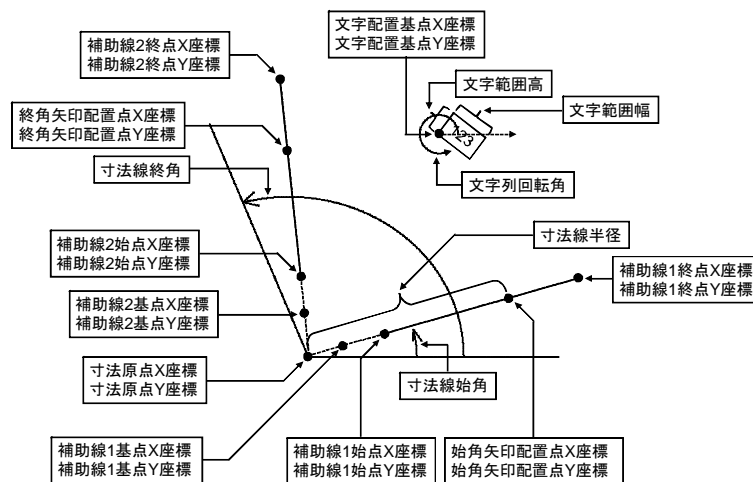 文字配置基点X座標
文字配置基点Y座標
補助線2終点X座標
補助線2終点Y座標
文字範囲高
文字範囲幅
終角矢印配置点X座標
終角矢印配置点Y座標
123
寸法線終角
文字列回転角
寸法線半径
補助線2始点X座標
補助線2始点Y座標
補助線1終点X座標
補助線1終点Y座標
補助線2基点X座標
補助線2基点Y座標
寸法原点X座標
寸法原点Y座標
寸法線始角
補助線1基点X座標
補助線1基点Y座標
補助線1始点X座標
補助線1始点Y座標
始角矢印配置点X座標
始角矢印配置点Y座標